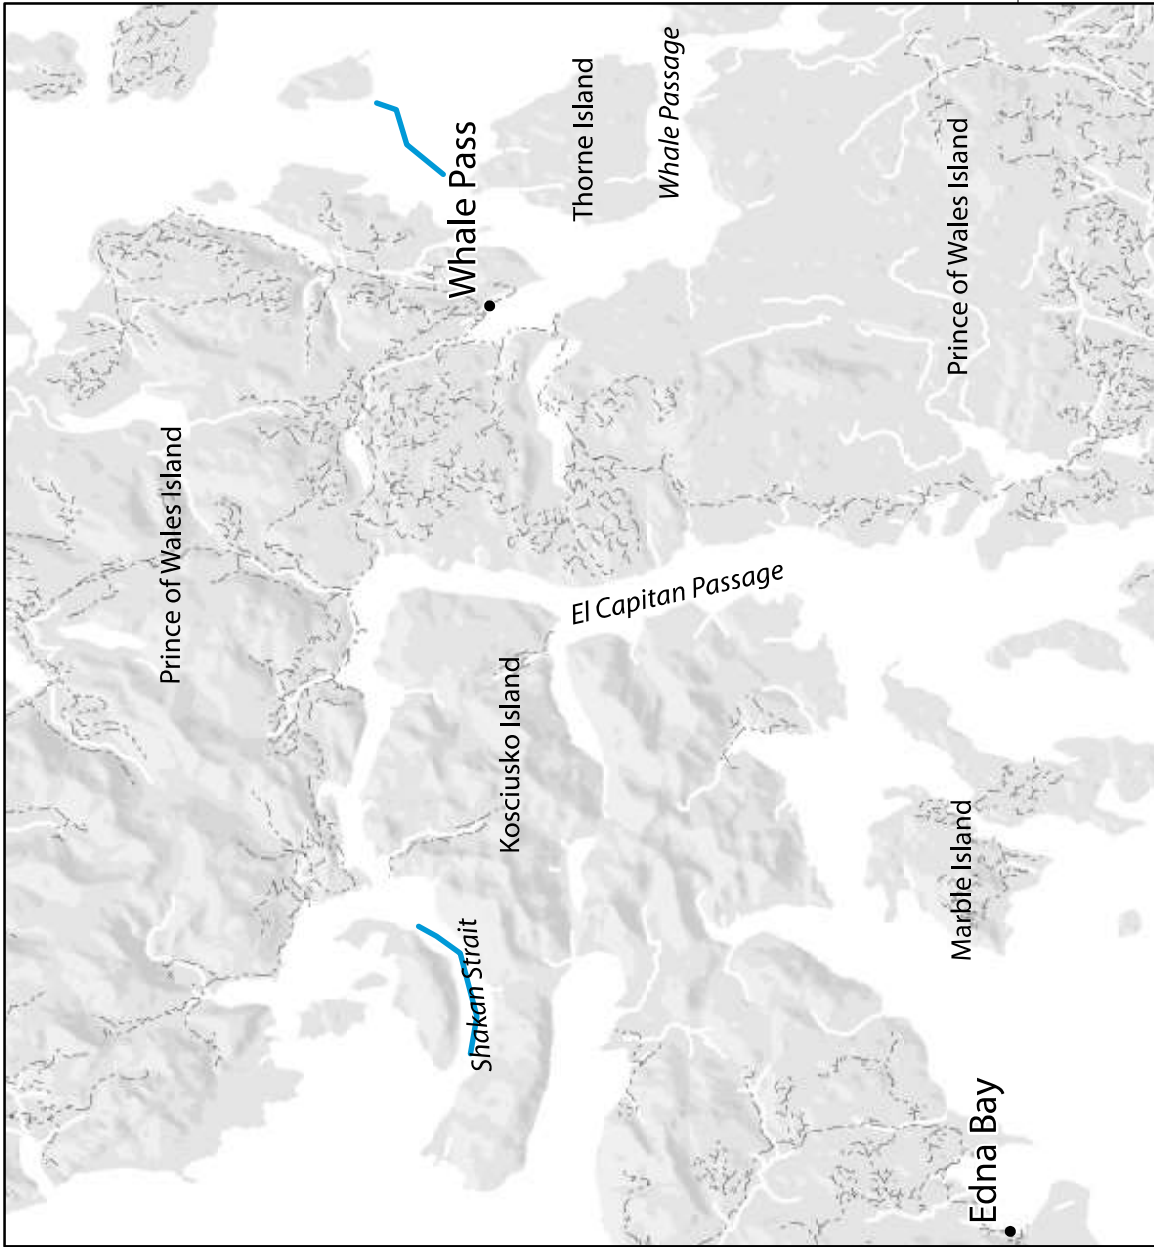 Prince of Wales Island
Whale Pass
Shakan Strait
Kosciusko Island
Thorne Island
Whale Passage
El Capitan Passage
Prince of Wales Island
Marble Island
Edna Bay